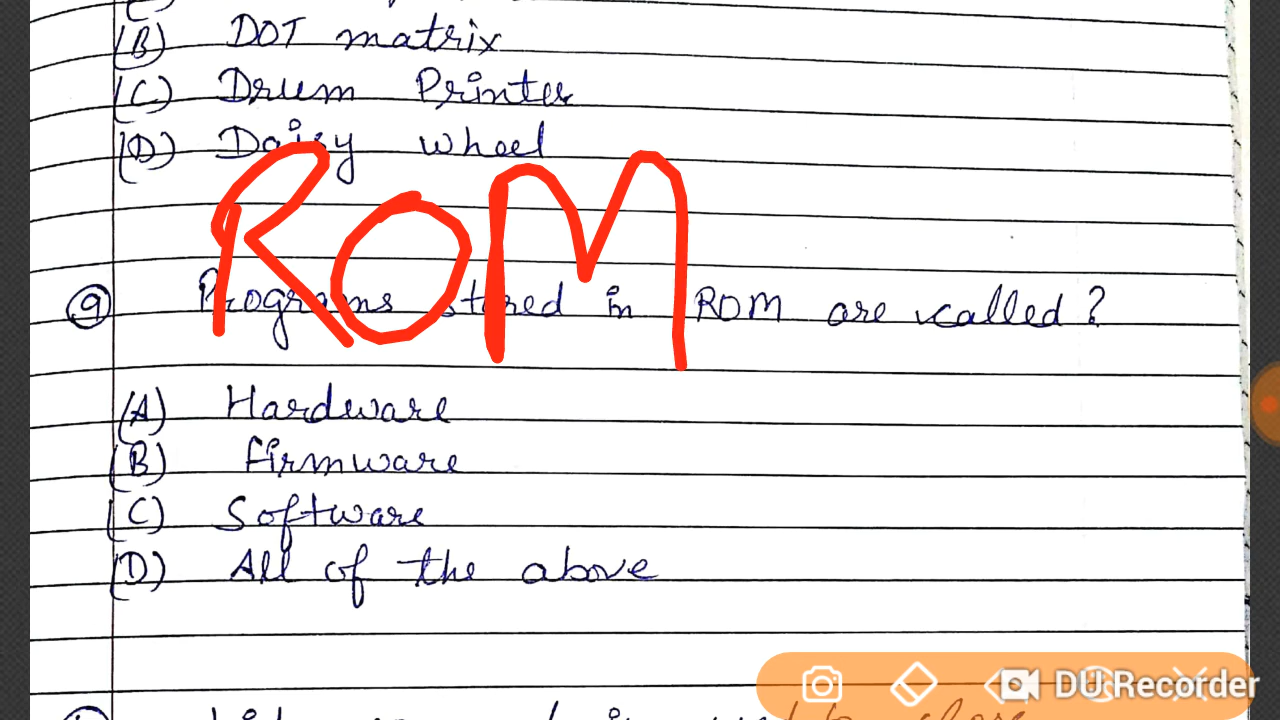 (B) DOT matrix
(C) Drum Printer
(D) Daisy wheel
ROM
9 Programs stored in ROM are called?
(A) Hardware
(B) firmware
(C) Software
(D) All of the above
DU Recorder